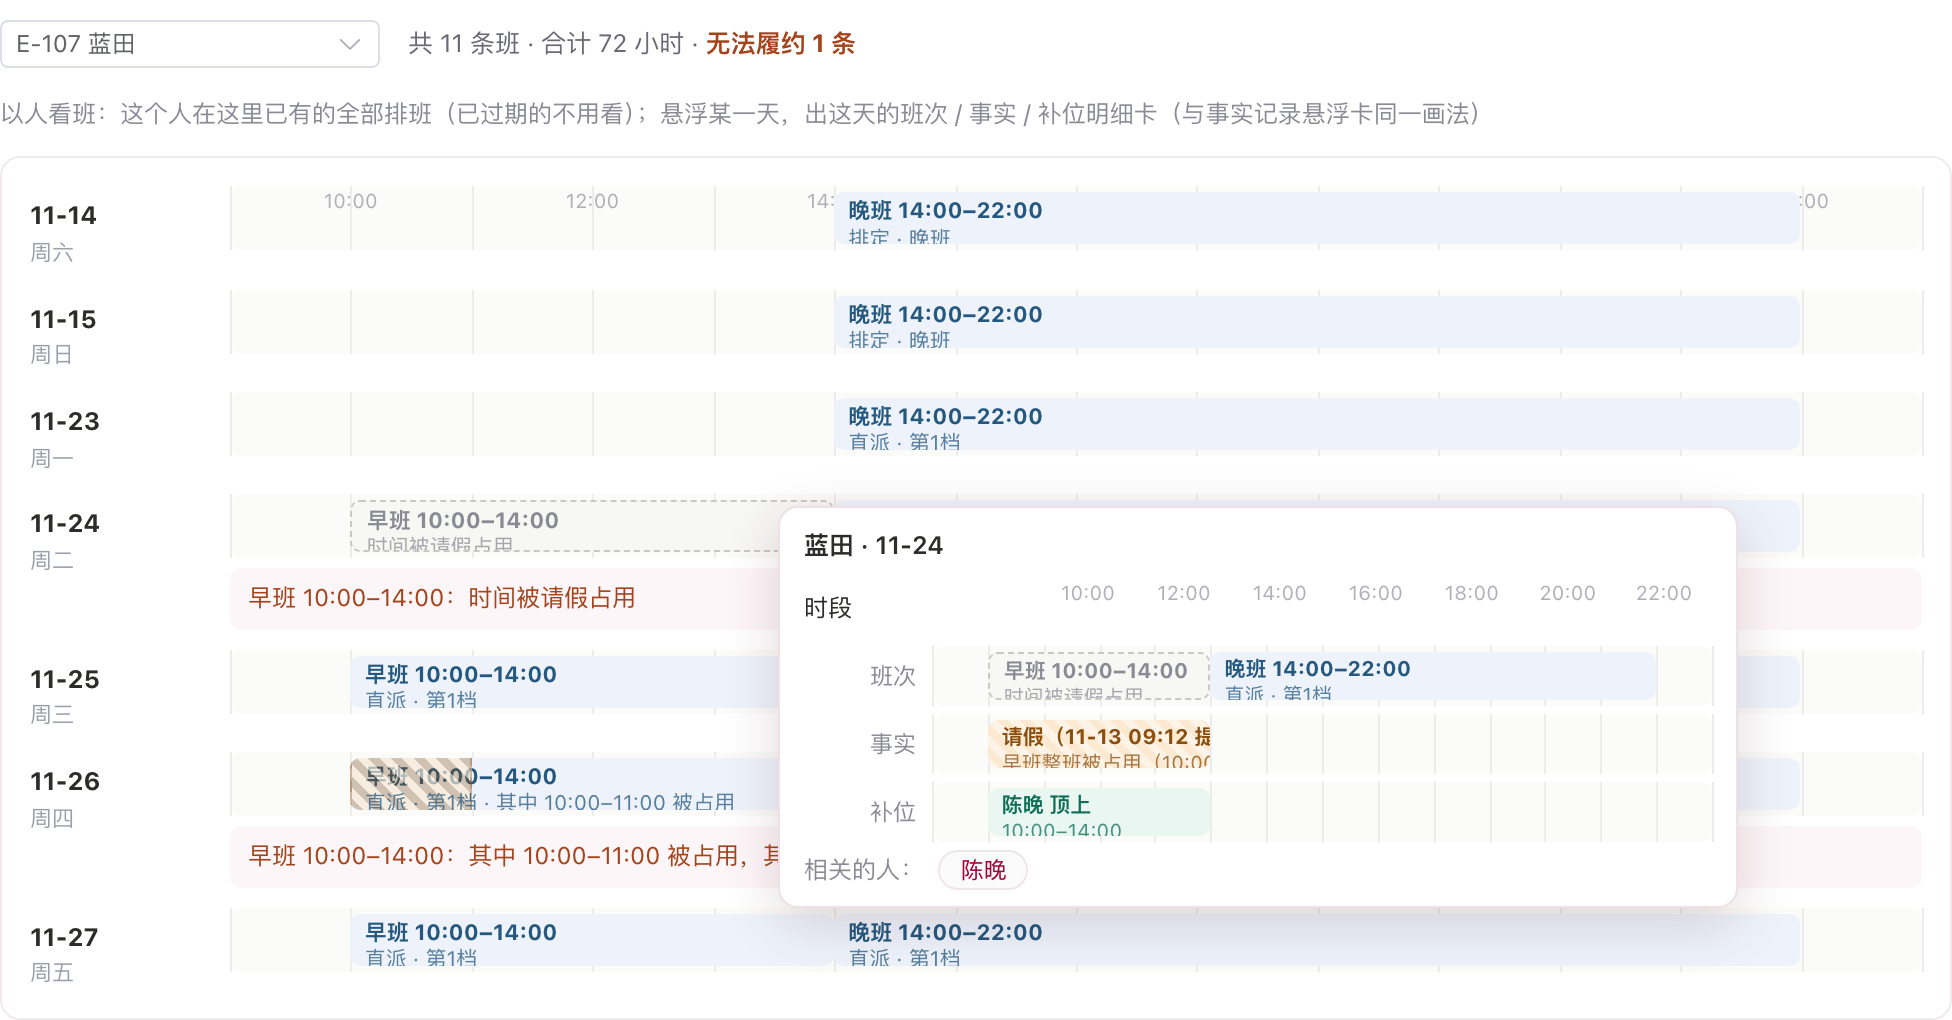 E-107 蓝田
共 11 条班 · 合计 72 小时 · 无法履约 1 条
以人看班：这个人在这里已有的全部排班（已过期的不用看）；悬浮某一天，出这天的班次 / 事实 / 补位明细卡（与事实记录悬浮卡同一画法）
10:00 12:00 14: :00
11-14 晚班 14:00–22:00
周六 排定 · 晚班
11-15 晚班 14:00–22:00
周日 排定 · 晚班
11-23 晚班 14:00–22:00
周一 直派 · 第1档
11-24 早班 10:00–14:00
周二 时间被请假占用
早班 10:00–14:00：时间被请假占用
11-25 早班 10:00–14:00
周三 直派 · 第1档
11-26 早班 10:00–14:00
周四 直派 · 第1档 · 其中 10:00–11:00 被占用
早班 10:00–14:00：其中 10:00–11:00 被占用，
11-27 早班 10:00–14:00 晚班 14:00–22:00
周五 直派 · 第1档 直派 · 第1档
蓝田 · 11-24
时段 10:00 12:00 14:00 16:00 18:00 20:00 22:00
班次 早班 10:00–14:00 晚班 14:00–22:00
时间被请假占用 直派 · 第1档
事实 请假（11-13 09:12 提
早班整班被占用（10:00
补位 陈晚 顶上
10:00–14:00
相关的人： 陈晚